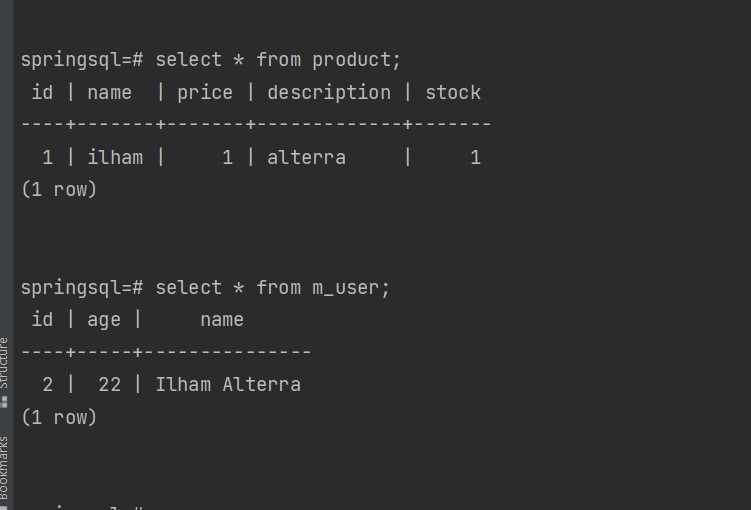 springsql=# select * from product;
 id | name  | price | description | stock
----+-------+-------+-------------+-------
  1 | ilham |     1 | alterra     |     1
(1 row)
springsql=# select * from m_user;
 id | age |     name
----+-----+---------------
  2 |  22 | Ilham Alterra
(1 row)
Structure
Bookmarks